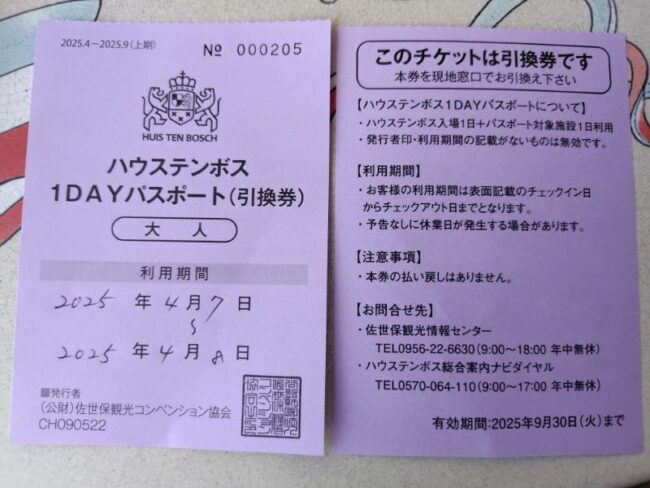 2025.4－2025.9(上期)
№ 000205
HUIS TEN BOSCH
ハウステンボス
1DAYパスポート(引換券)
大 人
利用期間
2025 年 4 月 7 日
～
2025 年 4 月 8 日
■発行者
(公財)佐世保観光コンベンション協会
CH090522
このチケットは引換券です
本券を現地窓口でお引換え下さい
【ハウステンボス1DAYパスポートについて】
・ハウステンボス入場1日＋パスポート対象施設1日利用
・発行者印・利用期間の記載がないものは無効です。
【利用期間】
・お客様の利用期間は表面記載のチェックイン日
からチェックアウト日までとなります。
・予告なしに休業日が発生する場合があります。
【注意事項】
・本券の払い戻しはありません。
【お問合せ先】
・佐世保観光情報センター
TEL0956-22-6630(9:00～18:00 年中無休)
・ハウステンボス総合案内ナビダイヤル
TEL0570-064-110(9:00～17:00 年中無休)
有効期間:2025年9月30日(火)まで